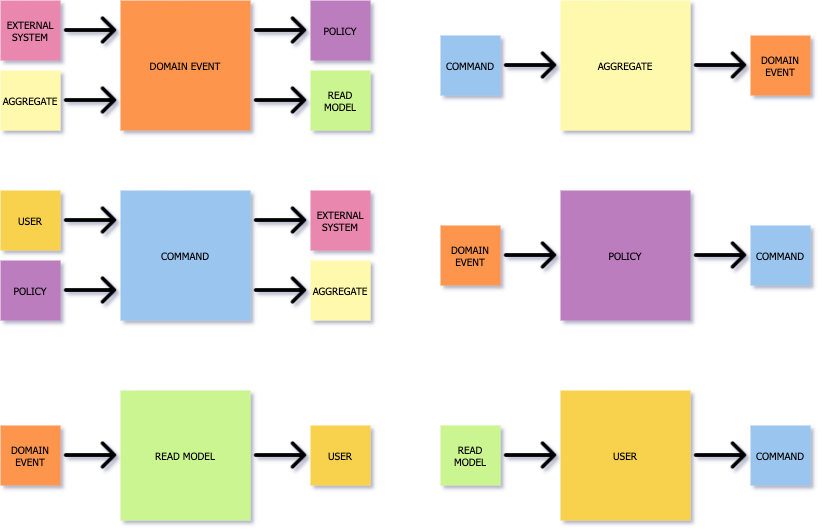 EXTERNAL
SYSTEM
DOMAIN EVENT
POLICY
AGGREGATE
READ
MODEL
COMMAND
AGGREGATE
DOMAIN
EVENT
USER
COMMAND
EXTERNAL
SYSTEM
POLICY
AGGREGATE
DOMAIN
EVENT
POLICY
COMMAND
DOMAIN
EVENT
READ MODEL
USER
READ
MODEL
USER
COMMAND